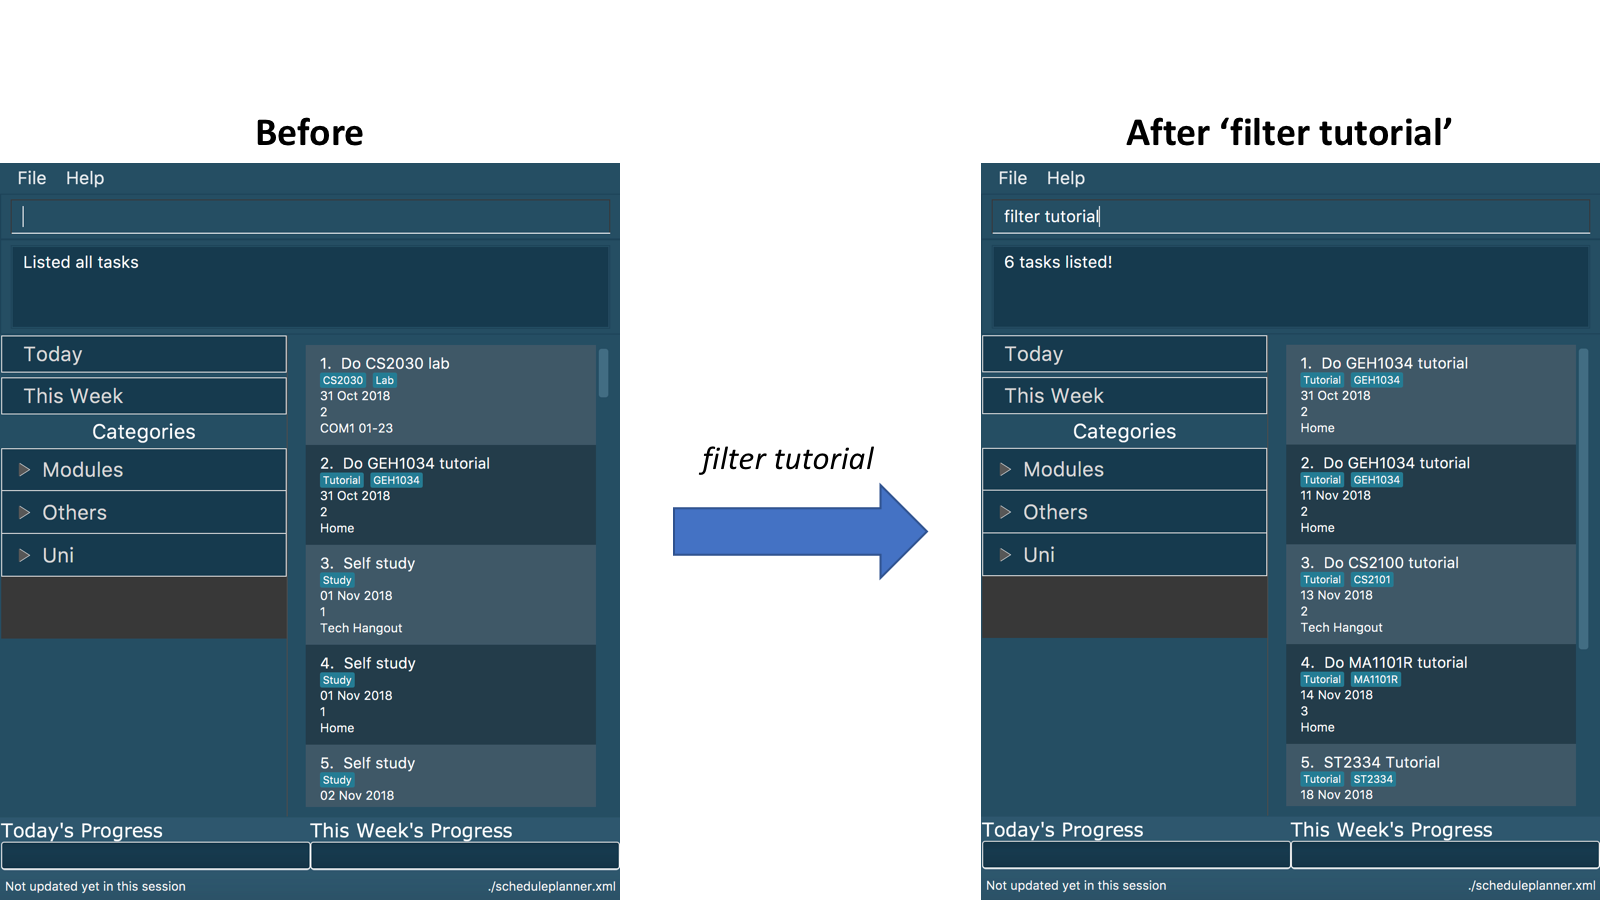 Before
File Help
Listed all tasks
Today
This Week
Categories
Modules
Others
Uni
1. Do CS2030 lab
CS2030 Lab
31 Oct 2018
2
COM1 01-23
2. Do GEH1034 tutorial
Tutorial GEH1034
31 Oct 2018
2
Home
3. Self study
Study
01 Nov 2018
1
Tech Hangout
4. Self study
Study
01 Nov 2018
1
Home
5. Self study
Study
02 Nov 2018
Today's Progress This Week's Progress
Not updated yet in this session ./scheduleplanner.xml
filter tutorial
After ‘filter tutorial’
File Help
filter tutorial
6 tasks listed!
Today
This Week
Categories
Modules
Others
Uni
1. Do GEH1034 tutorial
Tutorial GEH1034
31 Oct 2018
2
Home
2. Do GEH1034 tutorial
Tutorial GEH1034
11 Nov 2018
2
Home
3. Do CS2100 tutorial
Tutorial CS2101
13 Nov 2018
2
Tech Hangout
4. Do MA1101R tutorial
Tutorial MA1101R
14 Nov 2018
3
Home
5. ST2334 Tutorial
Tutorial ST2334
18 Nov 2018
Today's Progress This Week's Progress
Not updated yet in this session ./scheduleplanner.xml